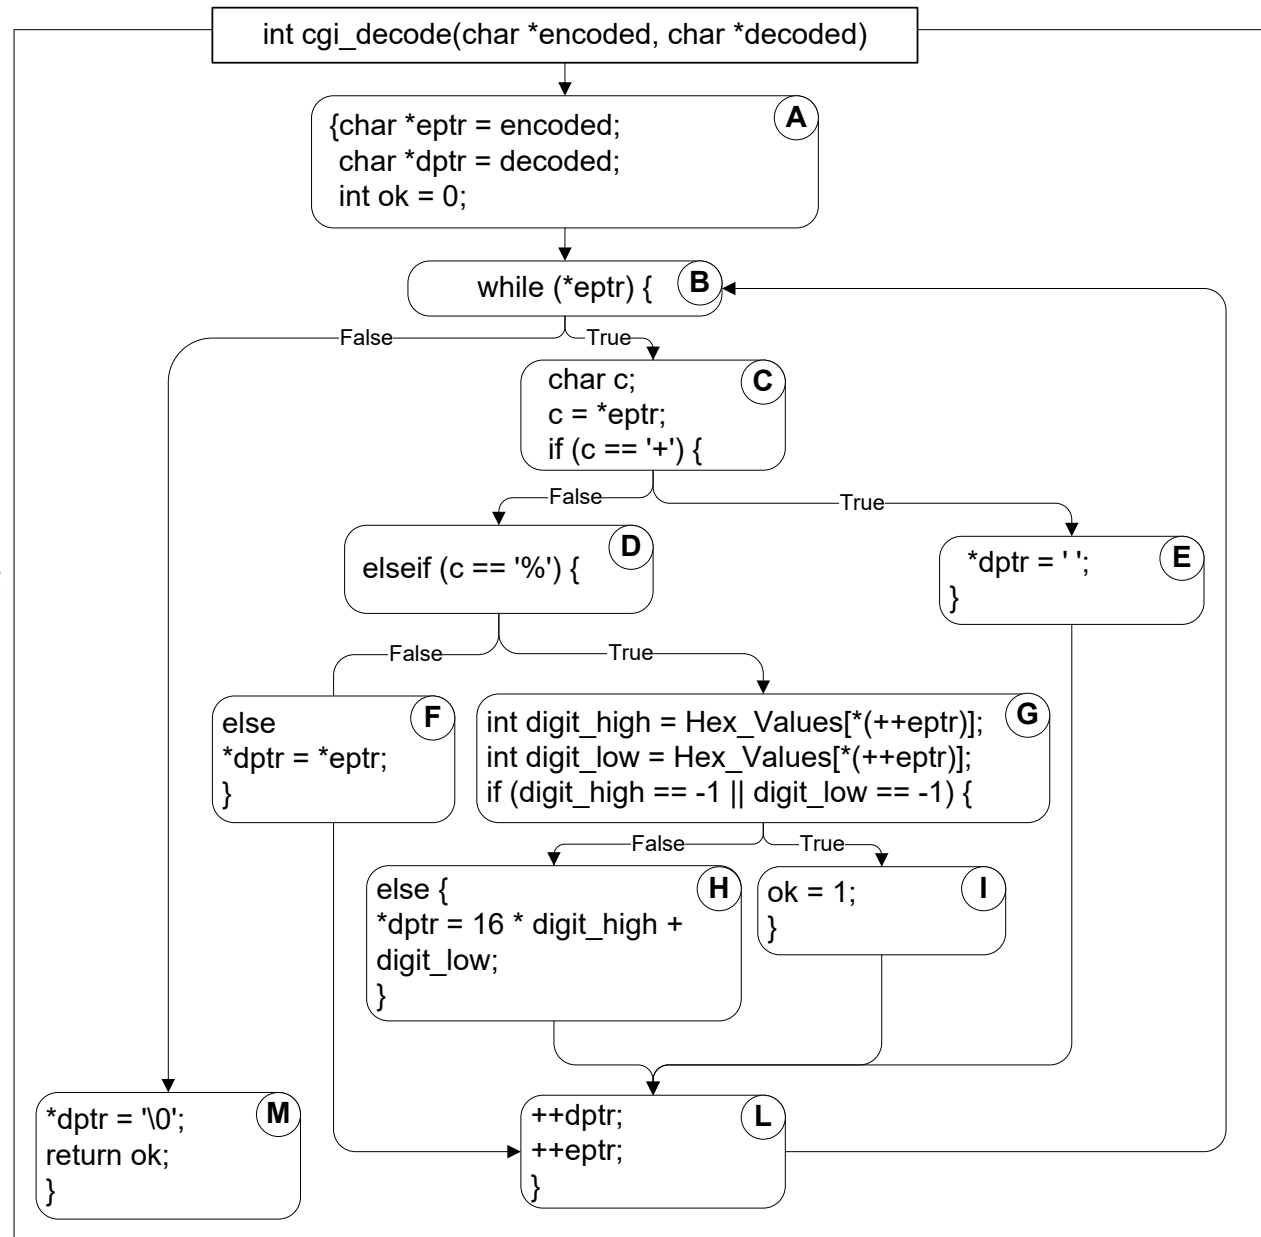 int cgi_decode(char *encoded, char *decoded)
A
{char *eptr = encoded;
char *dptr = decoded;
int ok = 0;
while (*eptr) {
B
False
True
C
char c;
c = *eptr;
if (c == '+') {
False
True
D
elseif (c == '%') {
E
*dptr = ' ';
}
False
True
F
else
*dptr = *eptr;
}
G
int digit_high = Hex_Values[*(++eptr)];
int digit_low = Hex_Values[*(++eptr)];
if (digit_high == -1 || digit_low == -1) {
False
True
H
else {
*dptr = 16 * digit_high +
digit_low;
}
I
ok = 1;
}
M
*dptr = '\0';
return ok;
}
L
++dptr;
++eptr;
}